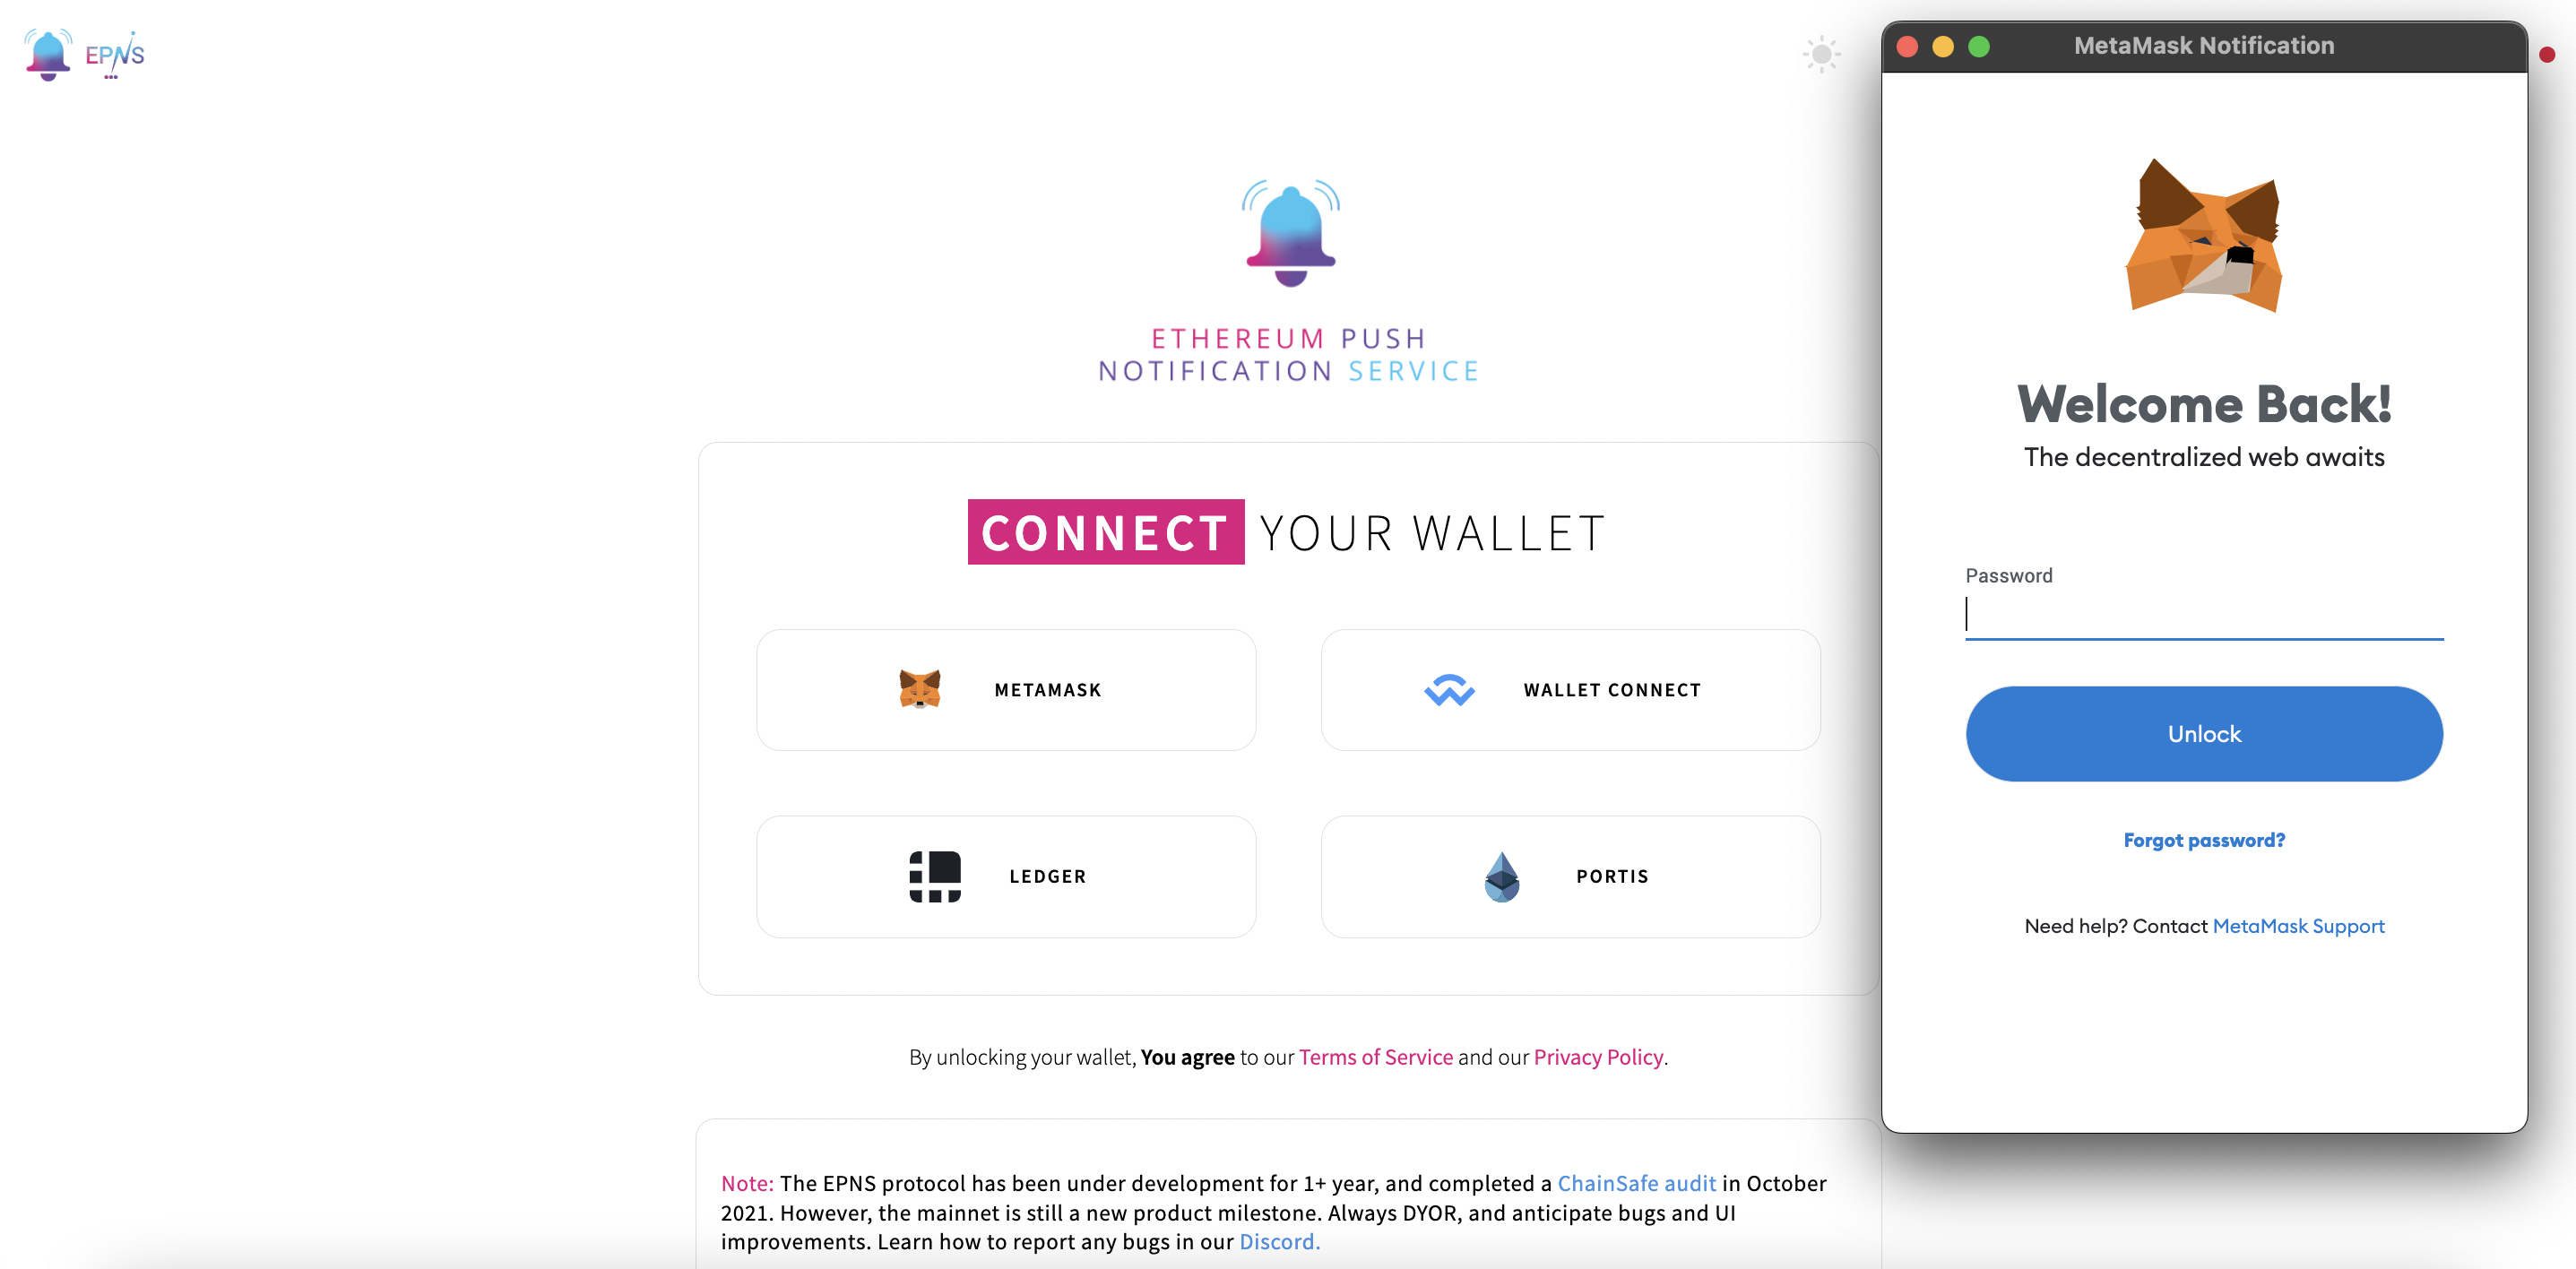 EPNS
ETHEREUM PUSH
NOTIFICATION SERVICE
CONNECT YOUR WALLET
METAMASK
WALLET CONNECT
LEDGER
PORTIS
By unlocking your wallet, You agree to our Terms of Service and our Privacy Policy.
Note: The EPNS protocol has been under development for 1+ year, and completed a ChainSafe audit in October
2021. However, the mainnet is still a new product milestone. Always DYOR, and anticipate bugs and UI
improvements. Learn how to report any bugs in our Discord.
MetaMask Notification
Welcome Back!
The decentralized web awaits
Password
Unlock
Forgot password?
Need help? Contact MetaMask Support